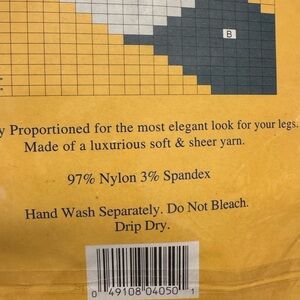 B
y Proportioned for the most elegant look for your legs.
Made of a luxurious soft & sheer yarn.
97% Nylon 3% Spandex
Hand Wash Separately. Do Not Bleach.
Drip Dry.
0 49108 04050 1